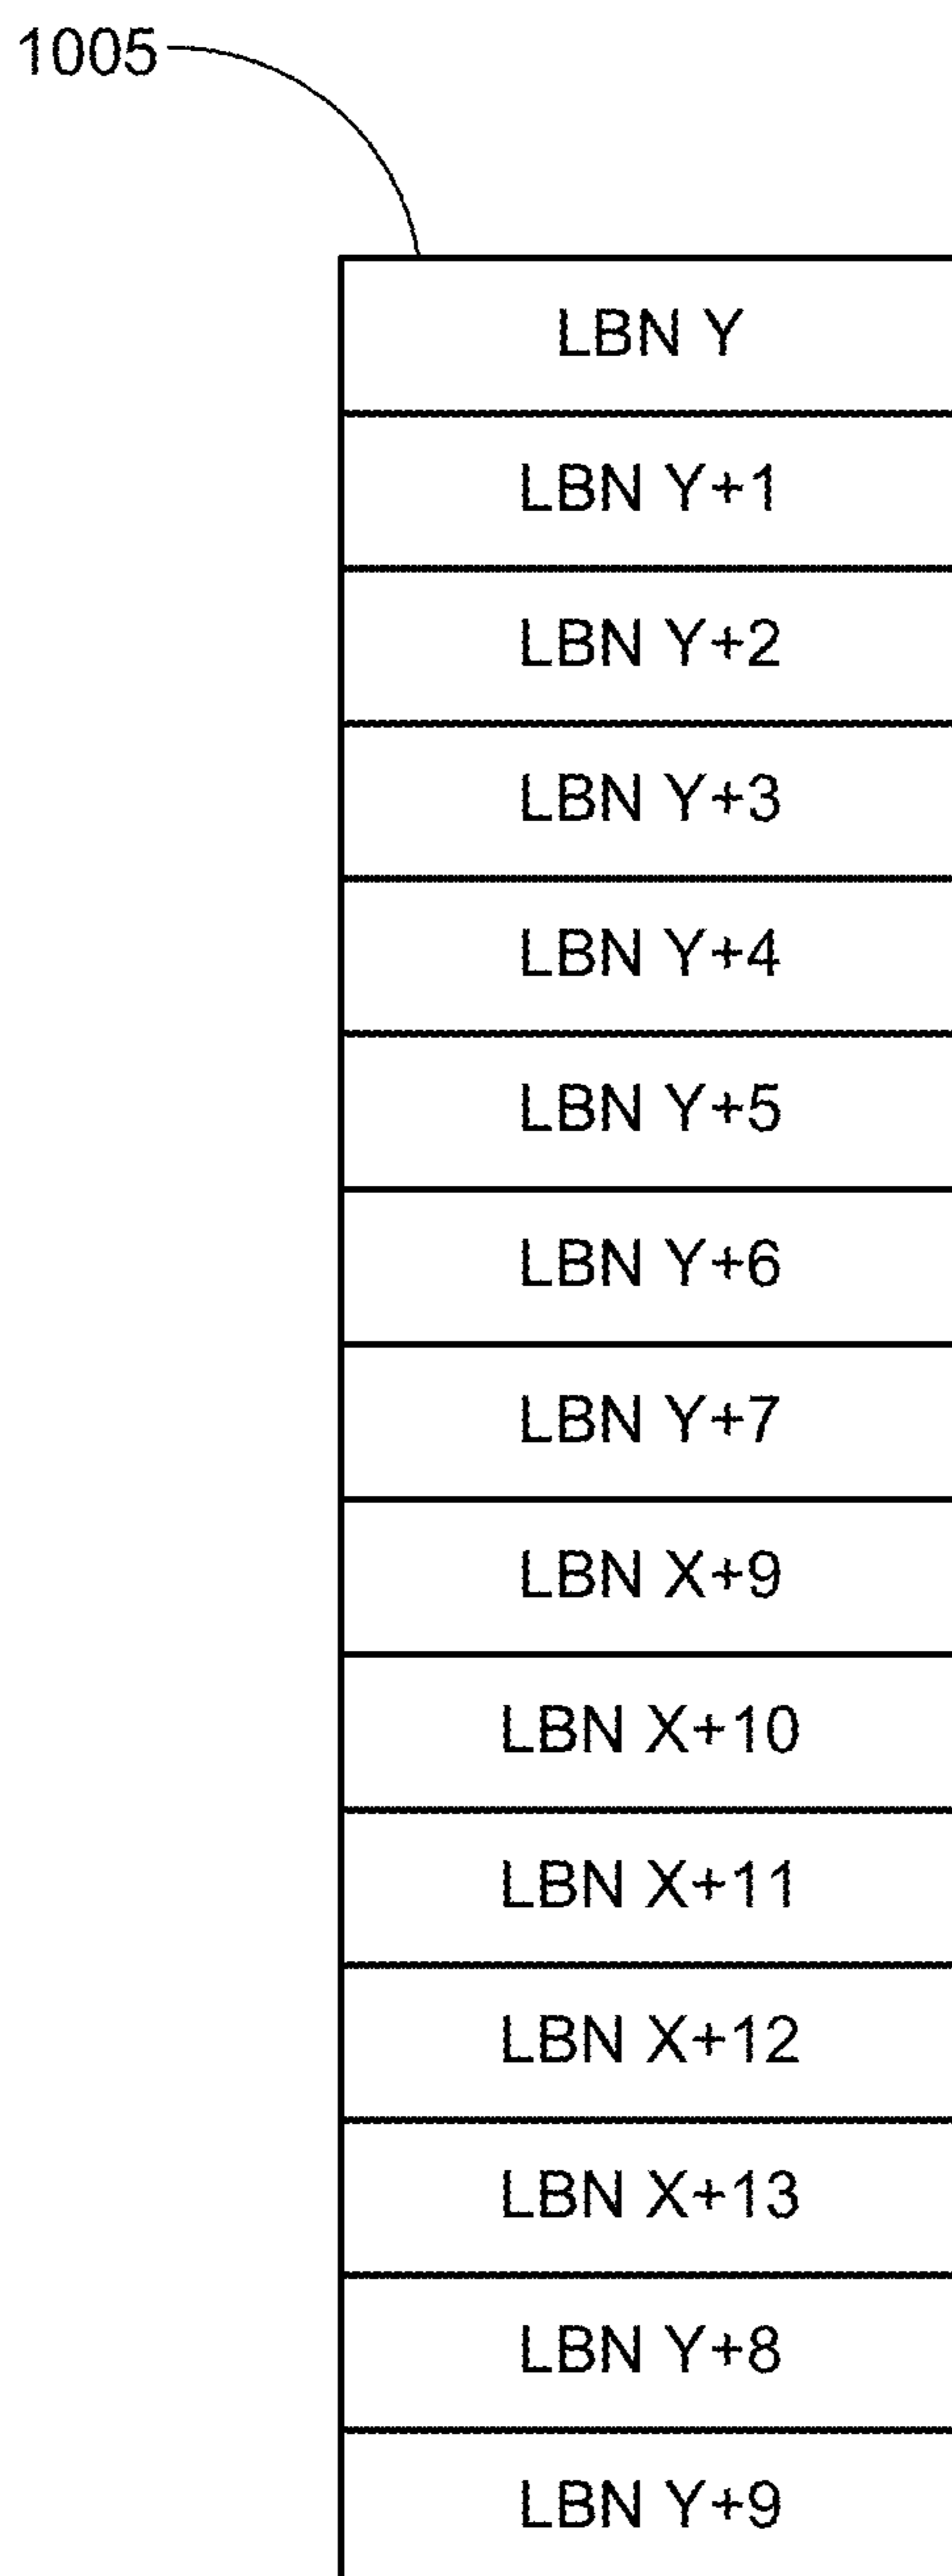 1005
LBN Y
LBN Y+1
LBN Y+2
LBN Y+3
LBN Y+4
LBN Y+5
LBN Y+6
LBN Y+7
LBN X+9
LBN X+10
LBN X+11
LBN X+12
LBN X+13
LBN Y+8
LBN Y+9